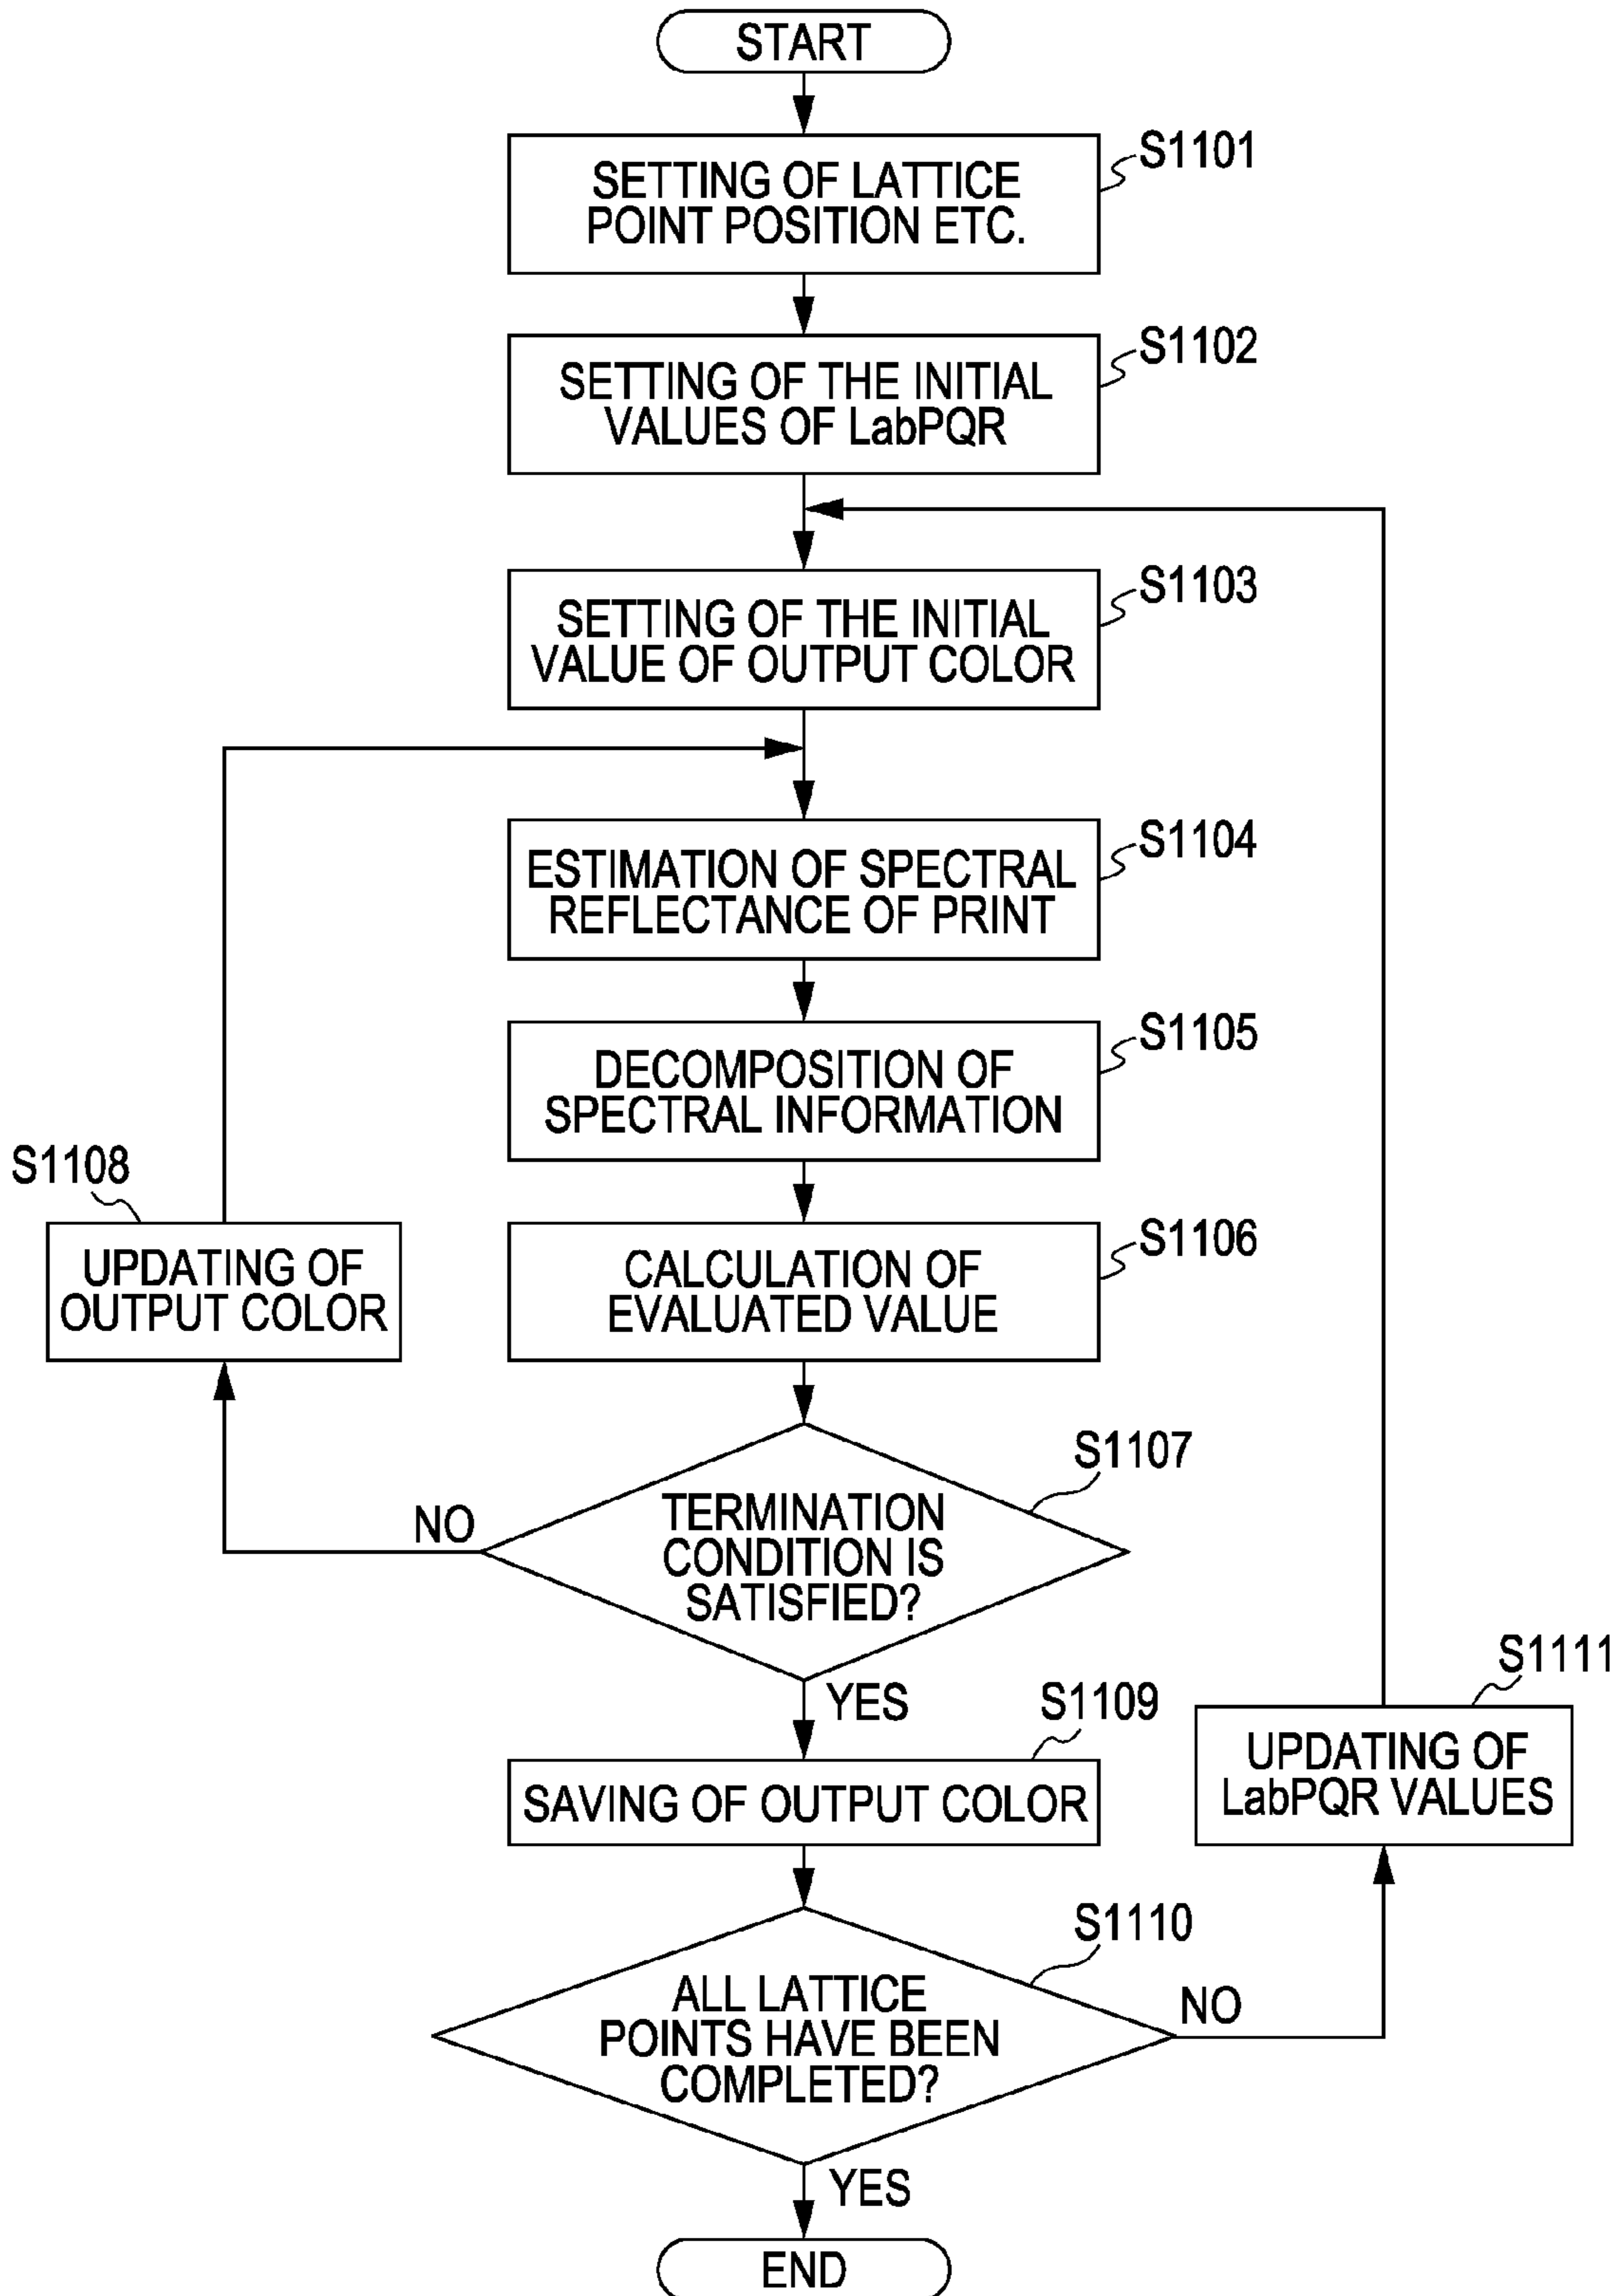 START
S1101
SETTING OF LATTICE
POINT POSITION ETC.
S1102
SETTING OF THE INITIAL
VALUES OF LabPQR
S1103
SETTING OF THE INITIAL
VALUE OF OUTPUT COLOR
S1104
ESTIMATION OF SPECTRAL
REFLECTANCE OF PRINT
S1105
DECOMPOSITION OF
SPECTRAL INFORMATION
S1108
UPDATING OF
OUTPUT COLOR
S1106
CALCULATION OF
EVALUATED VALUE
S1107
NO
TERMINATION
CONDITION IS
SATISFIED?
YES
S1109
SAVING OF OUTPUT COLOR
S1111
UPDATING OF
LabPQR VALUES
S1110
ALL LATTICE
POINTS HAVE BEEN
COMPLETED?
NO
YES
END